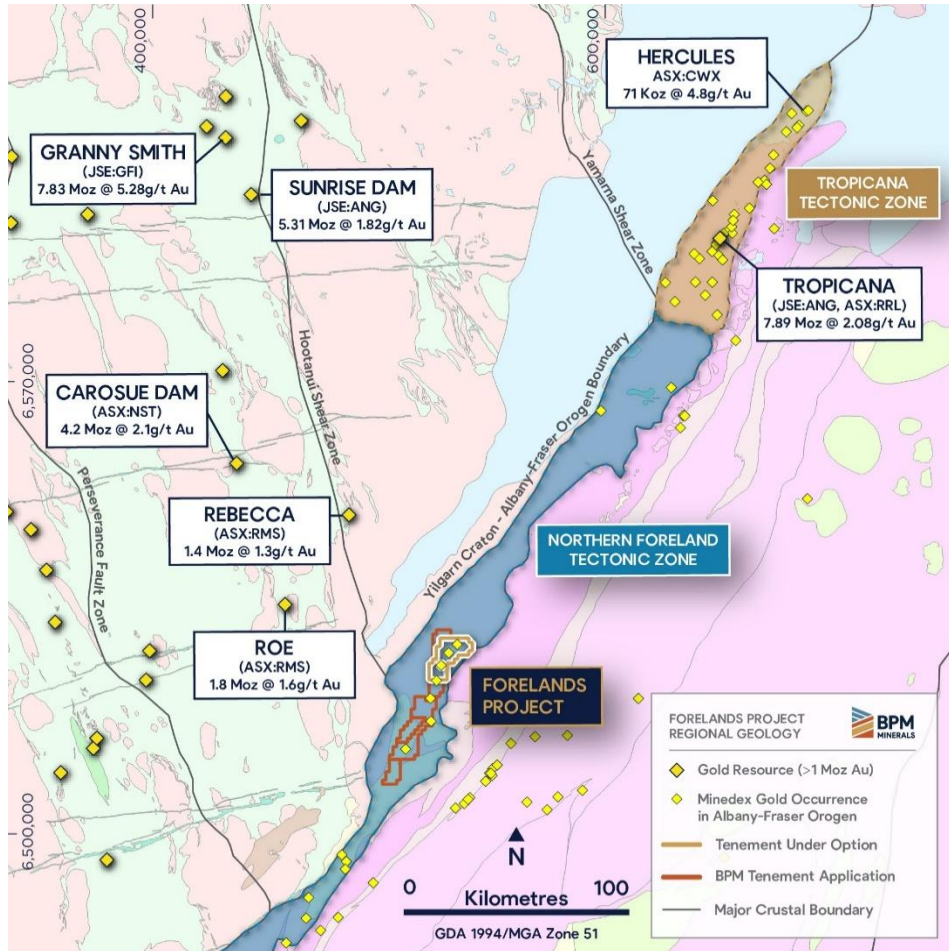 400,000
600,000
HERCULES
ASX:CWX
71 Koz @ 4.8g/t Au
GRANNY SMITH
(JSE:GFI)
7.83 Moz @ 5.28g/t Au
SUNRISE DAM
(JSE:ANG)
5.31 Moz @ 1.82g/t Au
Yamarna Shear Zone
TROPICANA
TECTONIC ZONE
TROPICANA
(JSE:ANG, ASX:RRL)
7.89 Moz @ 2.08g/t Au
Hootanui Shear Zone
6,570,000
CAROSUE DAM
(ASX:NST)
4.2 Moz @ 2.1g/t Au
Yilgarn Craton - Albany-Fraser Orogen Boundary
Perseverance Fault Zone
REBECCA
(ASX:RMS)
1.4 Moz @ 1.3g/t Au
NORTHERN FORELAND
TECTONIC ZONE
ROE
(ASX:RMS)
1.8 Moz @ 1.6g/t Au
FORELANDS
PROJECT
6,500,000
FORELANDS PROJECT
REGIONAL GEOLOGY
BPM
MINERALS
Gold Resource (>1 Moz Au)
Minedex Gold Occurrence
in Albany-Fraser Orogen
Tenement Under Option
BPM Tenement Application
Major Crustal Boundary
N
0
100
Kilometres
GDA 1994/MGA Zone 51